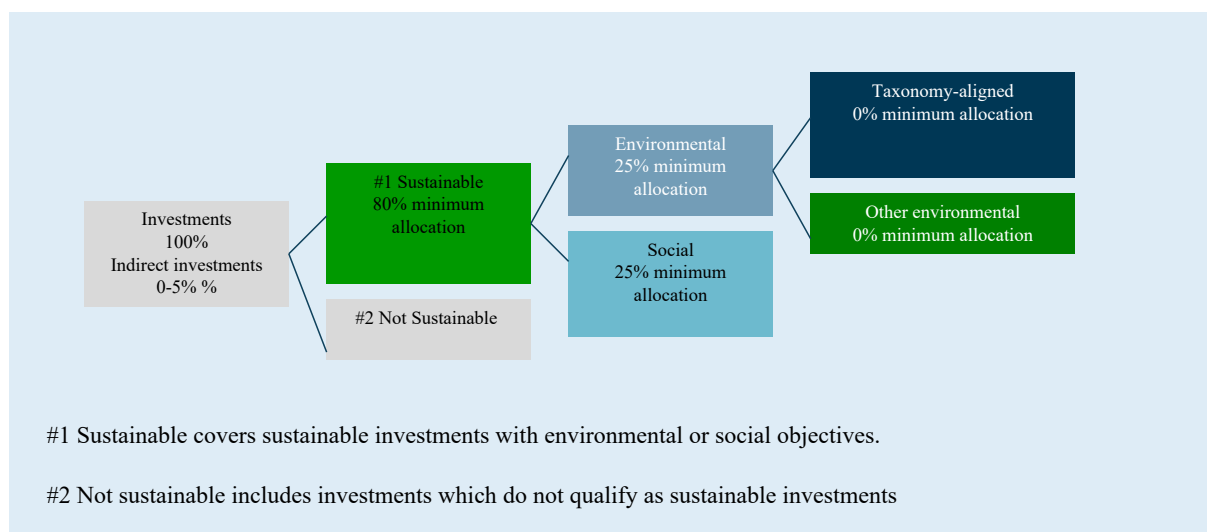 Investments
100%
Indirect investments
0-5% %
#1 Sustainable
80% minimum
allocation
#2 Not Sustainable
Environmental
25% minimum
allocation
Social
25% minimum
allocation
Taxonomy-aligned
0% minimum allocation
Other environmental
0% minimum allocation
#1 Sustainable covers sustainable investments with environmental or social objectives.
#2 Not sustainable includes investments which do not qualify as sustainable investments